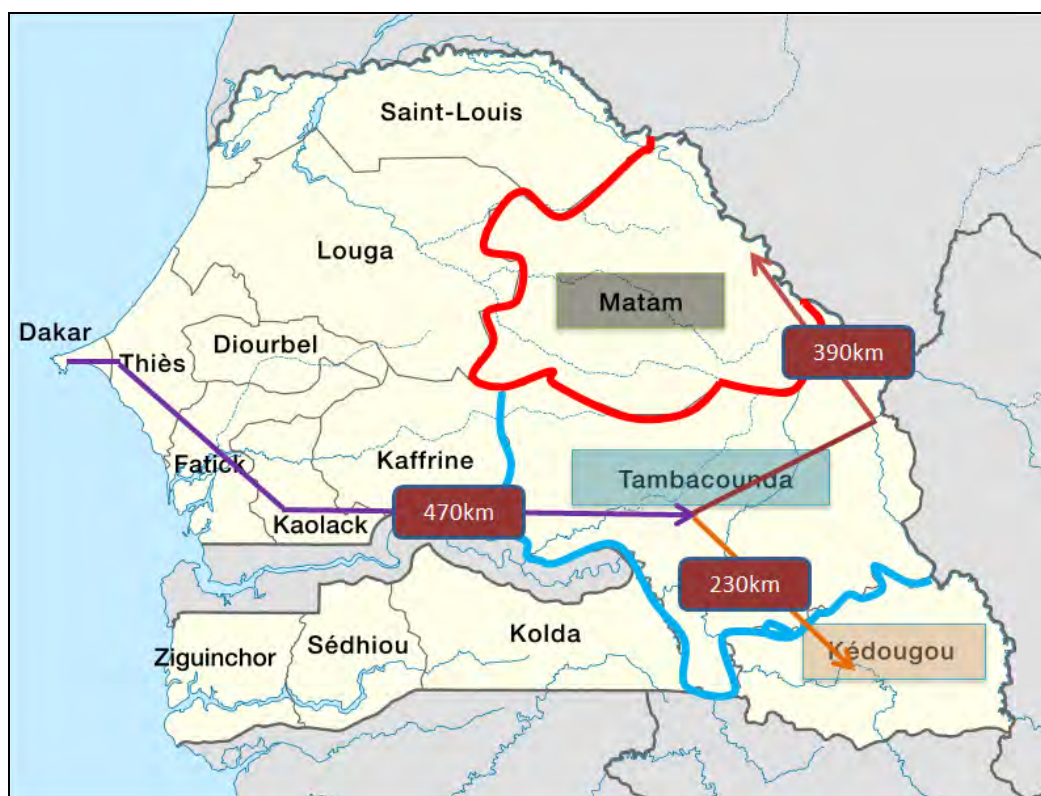 Saint-Louis
Louga
Matam
Dakar
Thiès
Diourbel
390km
Fatick
Kaffrine
Tambacounda
Kaolack
470km
230km
Ziguinchor
Sédhiou
Kolda
Kédougou